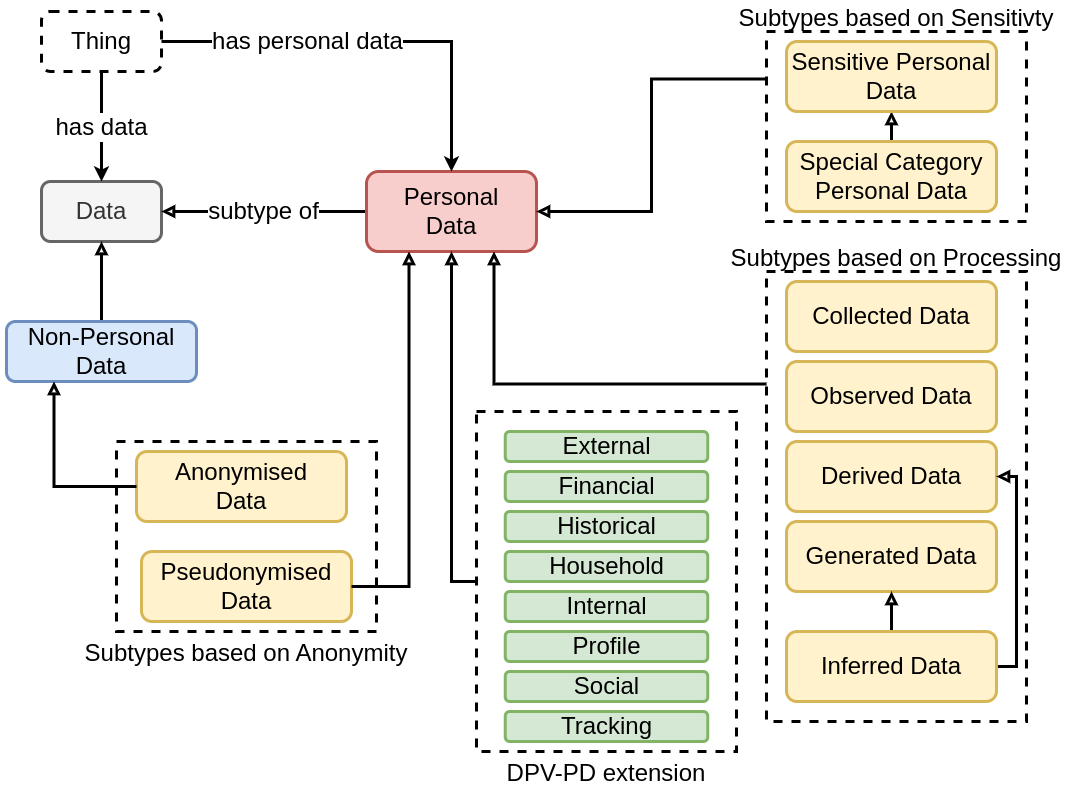 Thing
has personal data
has data
Data
subtype of
Personal
Data
Non-Personal
Data
Anonymised
Data
Pseudonymised
Data
Subtypes based on Anonymity
External
Financial
Historical
Household
Internal
Profile
Social
Tracking
DPV-PD extension
Subtypes based on Sensitivty
Sensitive Personal
Data
Special Category
Personal Data
Subtypes based on Processing
Collected Data
Observed Data
Derived Data
Generated Data
Inferred Data